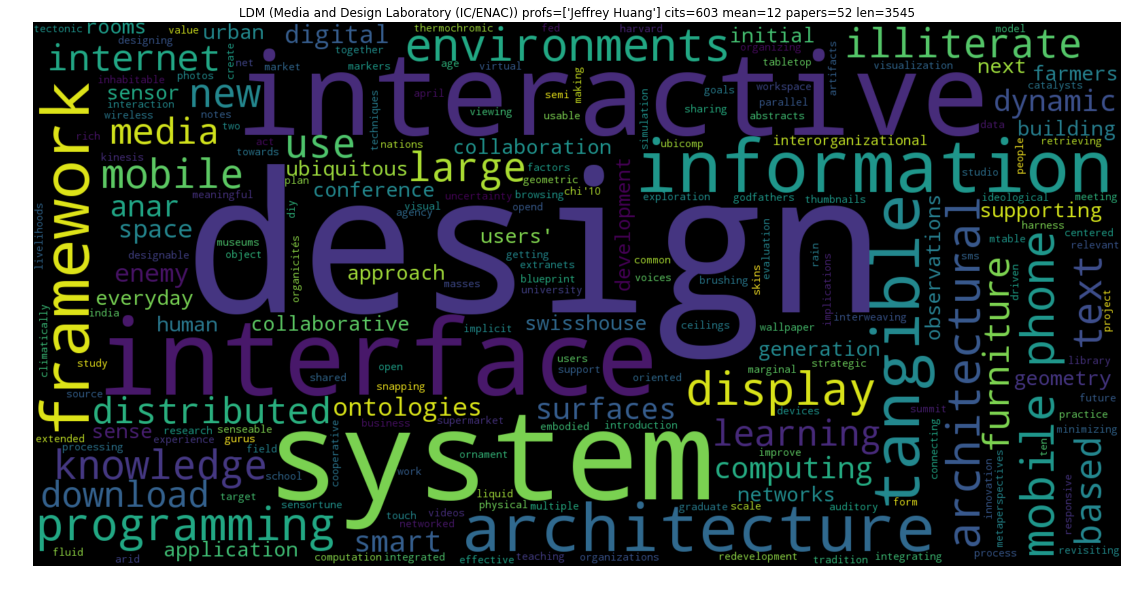 LDM (Media and Design Laboratory (IC/ENAC)) profs=['Jeffrey Huang'] cits=603 mean=12 papers=52 len=3545
tectonic
rooms
value
urban
digital
thermochromic
fed
harvard
initial
illiterate
model
designing
together
environments
organizing
internet
create
net
market
markers
age
virtual
tabletop
artifacts
visualization
next
farmers
inhabitable
photos
sensor
new
interactive
semi
making
goals
workspace
catalysts
dynamic
interaction
wireless
notes
viewing
usable
sharing
parallel
abstracts
data
building
rich
media
two
april
techniques
nations
simulation
ubicomp
interorganizational
people
retrieving
kinesis
act
towards
use
collaboration
framework
mobile
meaningful
ubiquitous
large
factors
geometric
information
studio
plan
conference
uncertainty
browsing
chi'10
development
exploration
godfathers
thumbnails
ideological
meeting
anar
diy
visual
agency
opend
supporting
space
users'
voices
evaluation
rain
observations
harness
livelihoods
museums
object
design
getting
extranets
common
centered
relevant
mtable
sms
designable
enemy
organicités
approach
masses
blueprint
university
brushing
skins
implications
tangible
architectural
furniture
driven
mobile phone
text
project
everyday
india
human
collaborative
implicit
swisshouse
ceilings
wallpaper
interweaving
climatically
interface
generation
library
study
open
users
support
marginal
strategic
geometry
source
shared
snapping
oriented
display
devices
future
distributed
ontologies
surfaces
summit
practice
extended
sense
senseable
business
supermarket
embodied
introduction
learning
connecting
minimizing
processing
research
experience
gurus
field
cooperative
system
ornament
improve
ten
based
knowledge
school
work
computing
download
target
sensortune
liquid
physical
multiple
networks
graduate
scale
auditory
form
innovation
metaperspectives
responsive
programming
touch
videos
networked
architecture
smart
fluid
application
arid
computation
integrated
effective
teaching
organizations
redevelopment
tradition
integrating
process
revisiting